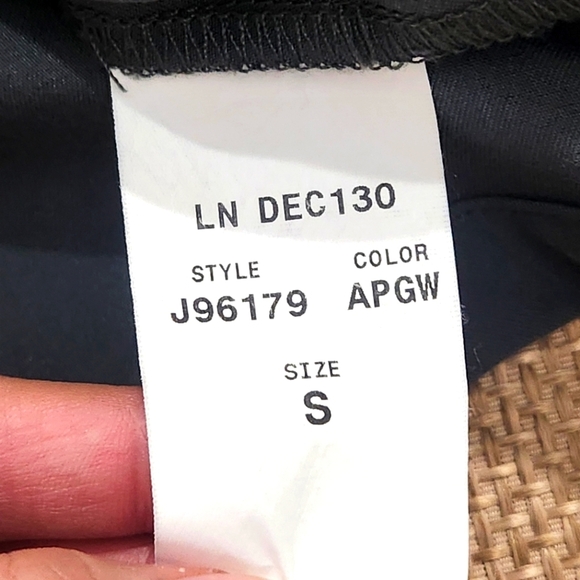 LN DEC130
STYLE COLOR
J96179 APGW
SIZE
S